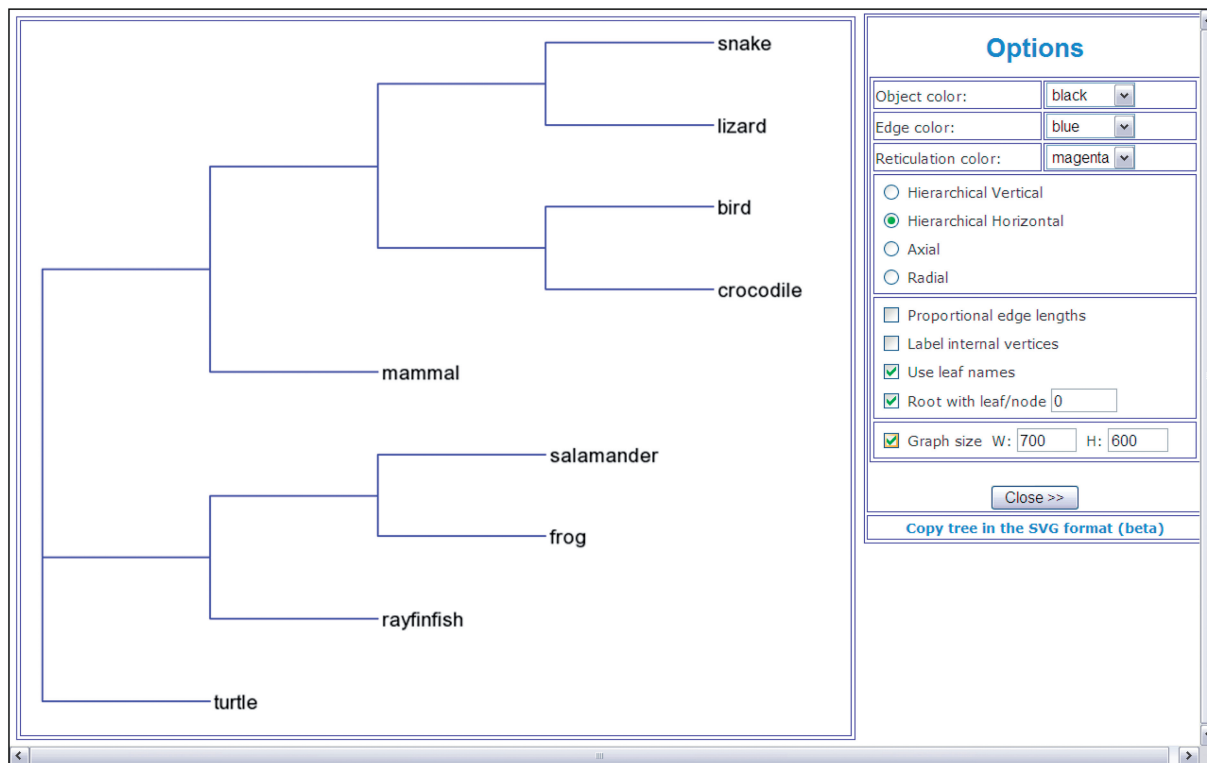 snake
lizard
bird
crocodile
mammal
salamander
frog
rayfinfish
turtle
Options
Object color: black
Edge color: blue
Reticulation color: magenta
Hierarchical Vertical
Hierarchical Horizontal
Axial
Radial
Proportional edge lengths
Label internal vertices
Use leaf names
Root with leaf/node 0
Graph size W: 700 H: 600
Close >>
Copy tree in the SVG format (beta)